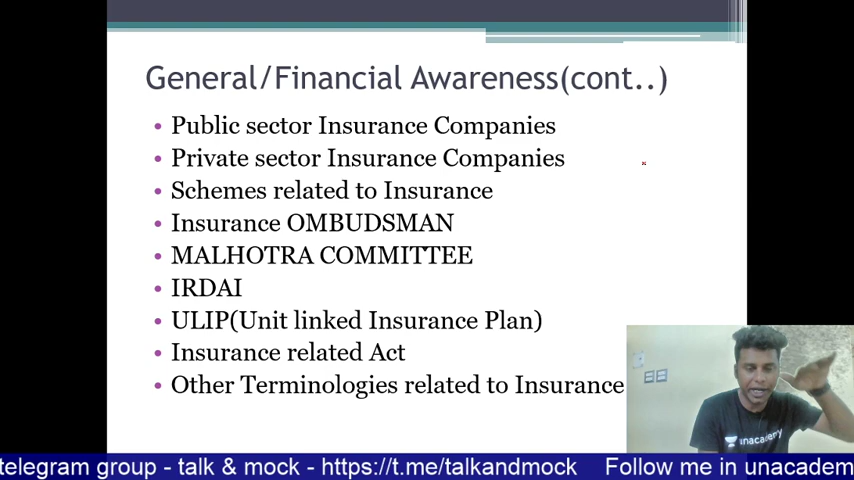 General/Financial Awareness(cont..)
• Public sector Insurance Companies
• Private sector Insurance Companies
• Schemes related to Insurance
• Insurance OMBUDSMAN
• MALHOTRA COMMITTEE
• IRDAI
• ULIP(Unit linked Insurance Plan)
• Insurance related Act
• Other Terminologies related to Insurance
unacademy
telegram group - talk & mock - https://t.me/talkandmock Follow me in unacadem